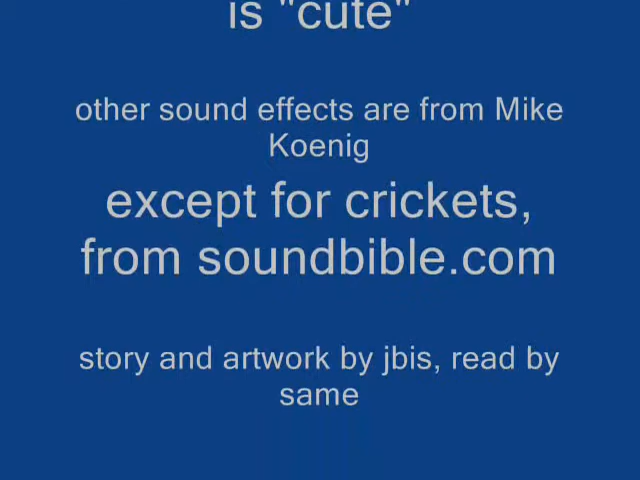 is "cute"
other sound effects are from Mike
Koenig
except for crickets,
from soundbible.com
story and artwork by jbis, read by
same